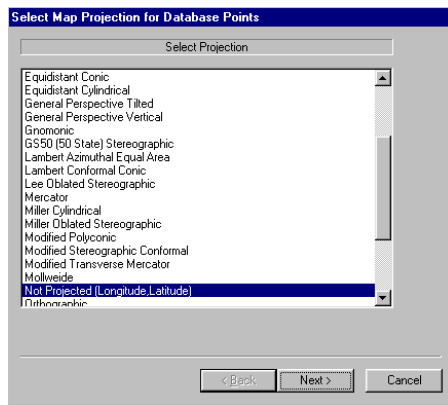 Select Map Projection for Database Points
Select Projection
Equidistant Conic
Equidistant Cylindrical
General Perspective Tilted
General Perspective Vertical
Gnomonic
GS50 (50 State) Stereographic
Lambert Azimuthal Equal Area
Lambert Conformal Conic
Lee Oblated Stereographic
Mercator
Miller Cylindrical
Miller Oblated Stereographic
Modified Polyconic
Modified Stereographic Conformal
Modified Transverse Mercator
Mollweide
Not Projected (Longitude,Latitude)
Orthographic
< Back
Next >
Cancel